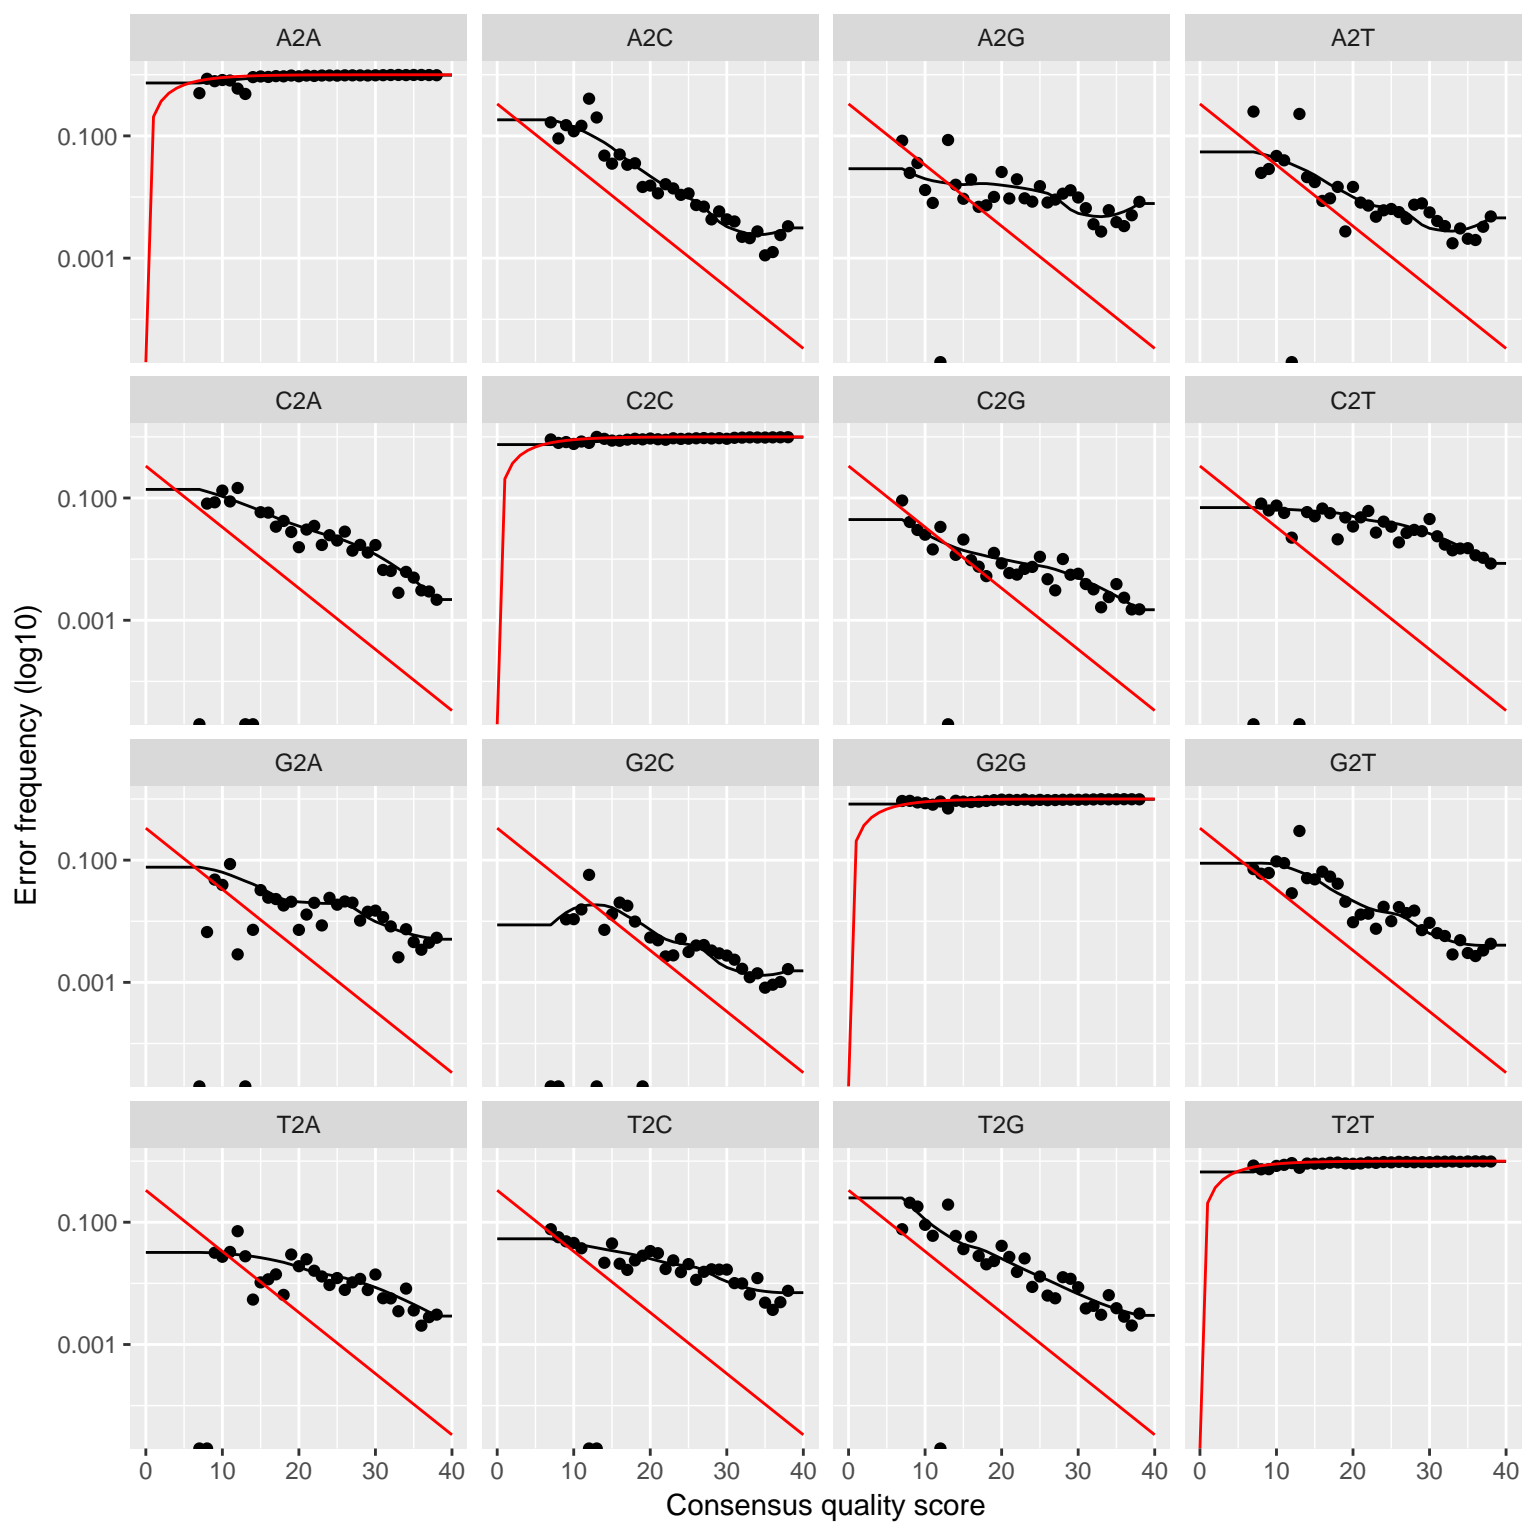 A2A A2C A2G A2T
0.100
0.001
C2A C2C C2G C2T
0.100
0.001
G2A G2C G2G G2T
0.100
0.001
T2A T2C T2G T2T
0.100
0.001
0 10 20 30 40 0 10 20 30 40 0 10 20 30 40 0 10 20 30 40
Consensus quality score
Error frequency (log10)